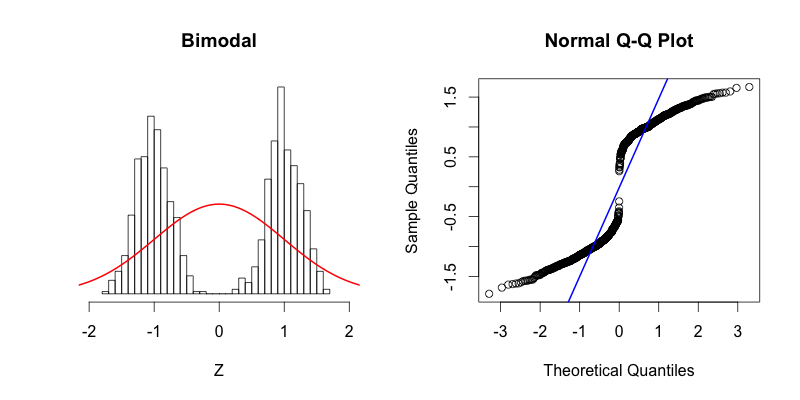 Bimodal
-2 -1 0 1 2
Z
Normal Q-Q Plot
Sample Quantiles
1.5
0.5
-0.5
-1.5
-3 -2 -1 0 1 2 3
Theoretical Quantiles